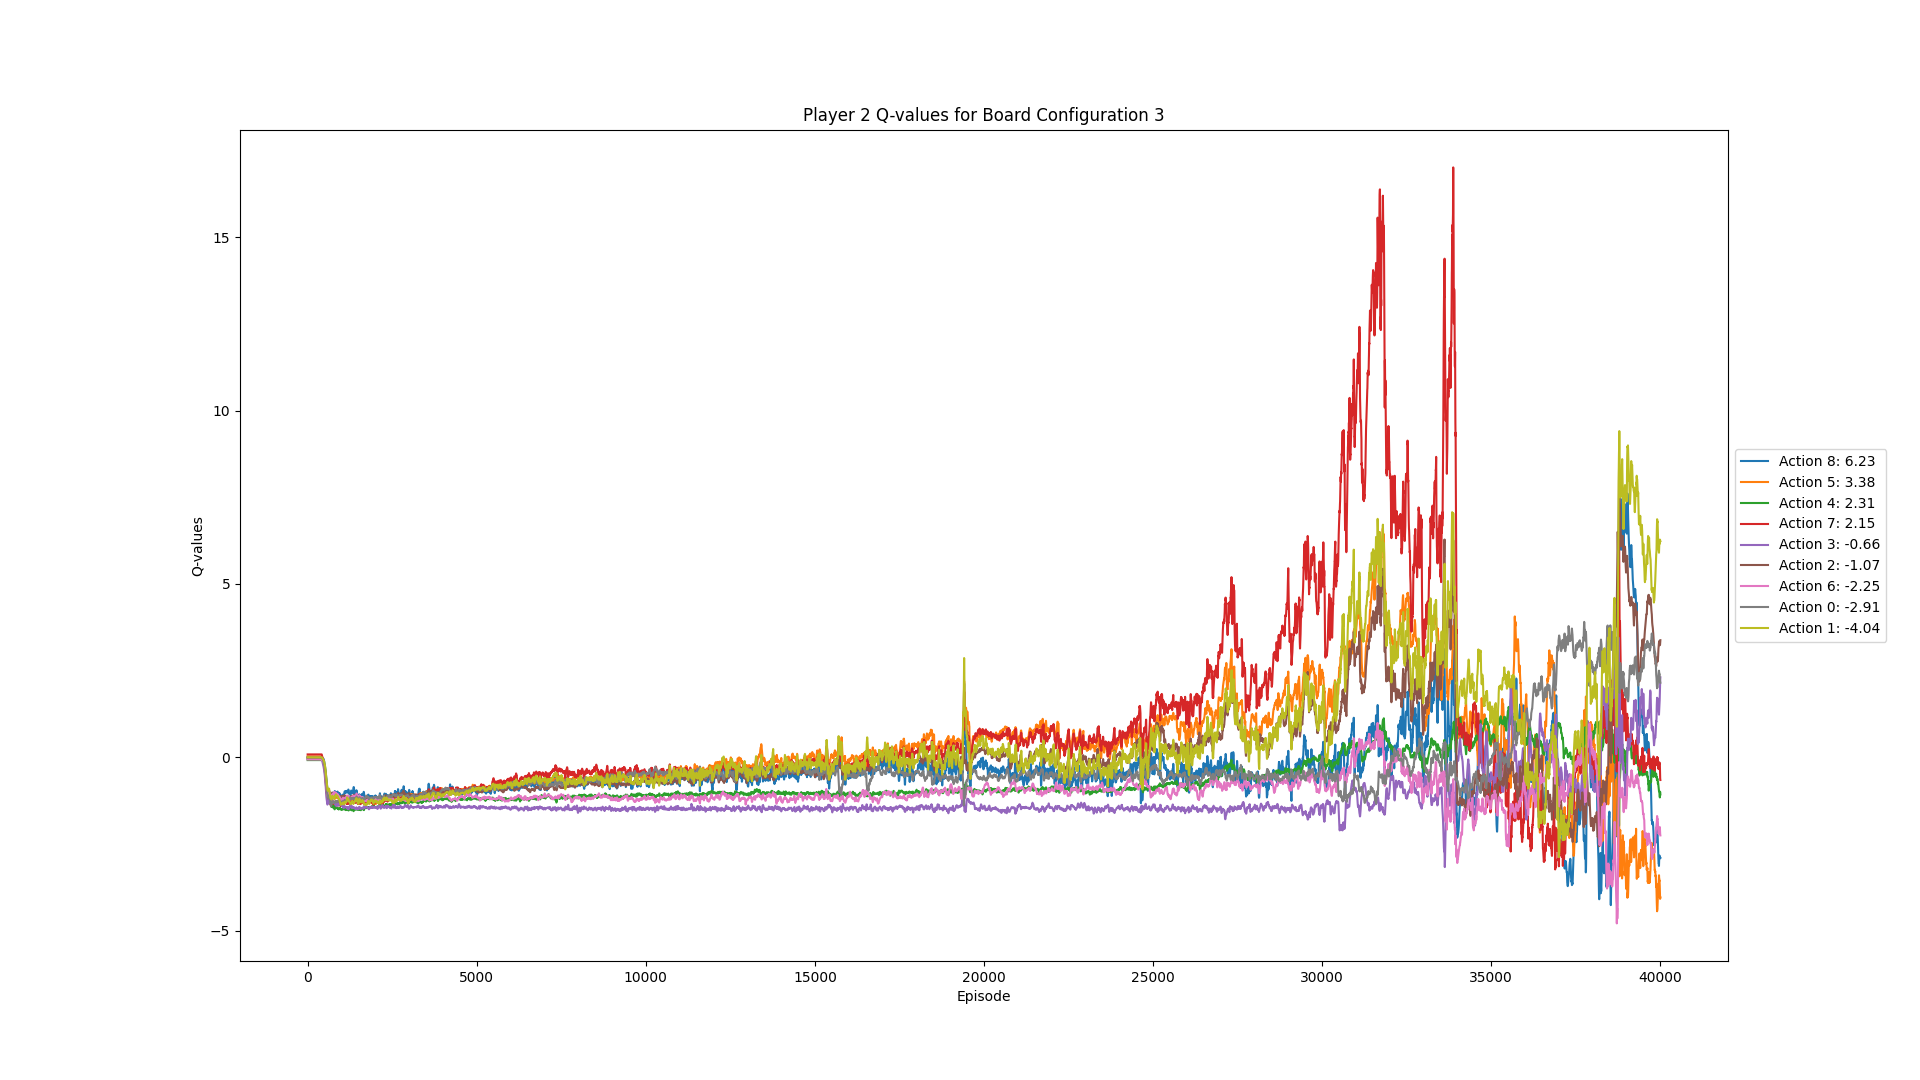 Player 2 Q-values for Board Configuration 3
Q-values
15
10
5
0
−5
0
5000
10000
15000
20000
25000
30000
35000
40000
Episode
Action 8: 6.23
Action 5: 3.38
Action 4: 2.31
Action 7: 2.15
Action 3: -0.66
Action 2: -1.07
Action 6: -2.25
Action 0: -2.91
Action 1: -4.04